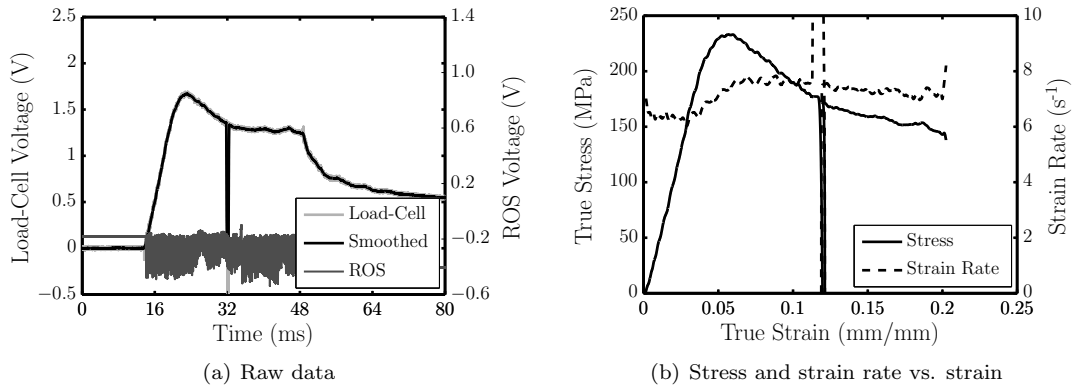 2.5
2
1.5
1
0.5
0
−0.5
Load-Cell Voltage (V)
1.4
1.0
0.6
0.2
−0.2
−0.6
ROS Voltage (V)
Load-Cell
Smoothed
ROS
0 16 32 48 64 80
Time (ms)
(a) Raw data
250
200
150
100
50
0
True Stress (MPa)
10
8
6
4
2
0
Strain Rate (s-1)
Stress
Strain Rate
0 0.05 0.1 0.15 0.2 0.25
True Strain (mm/mm)
(b) Stress and strain rate vs. strain